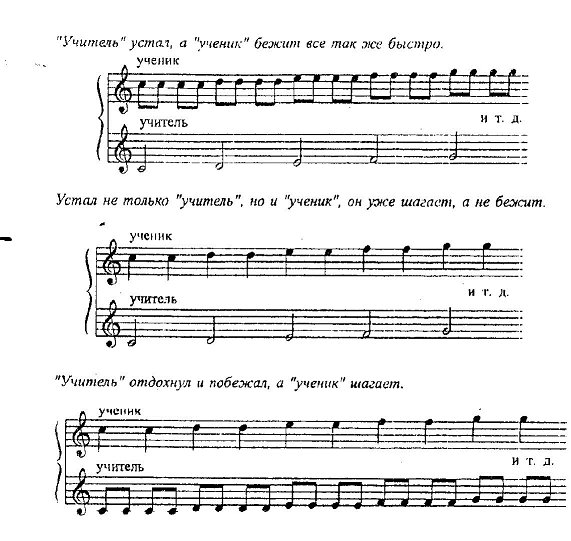 "Учитель" устал, а "ученик" бежит все так же быстро.
ученик
учитель
и т. д.
Устал не только "учитель", но и "ученик", он уже шагает, а не бежит.
ученик
и т. д.
учитель
"Учитель" отдохнул и побежал, а "ученик" шагает.
ученик
и т. д.
учитель